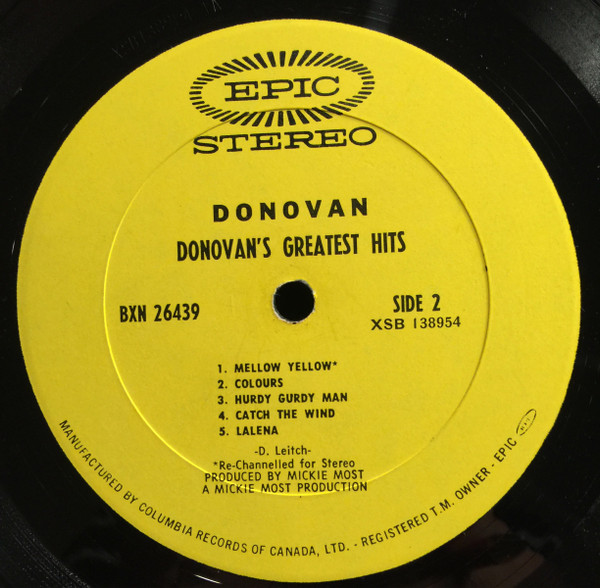 EPIC
STEREO
DONOVAN
DONOVAN'S GREATEST HITS
BXN 26439
SIDE 2
XSB 138954
1. MELLOW YELLOW*
2. COLOURS
3. HURDY GURDY MAN
4. CATCH THE WIND
5. LALENA
-D. Leitch-
*Re-Channelled for Stereo
PRODUCED BY MICKIE MOST
A MICKIE MOST PRODUCTION
MANUFACTURED BY COLUMBIA RECORDS OF CANADA, LTD. - REGISTERED T.M. OWNER - EPIC